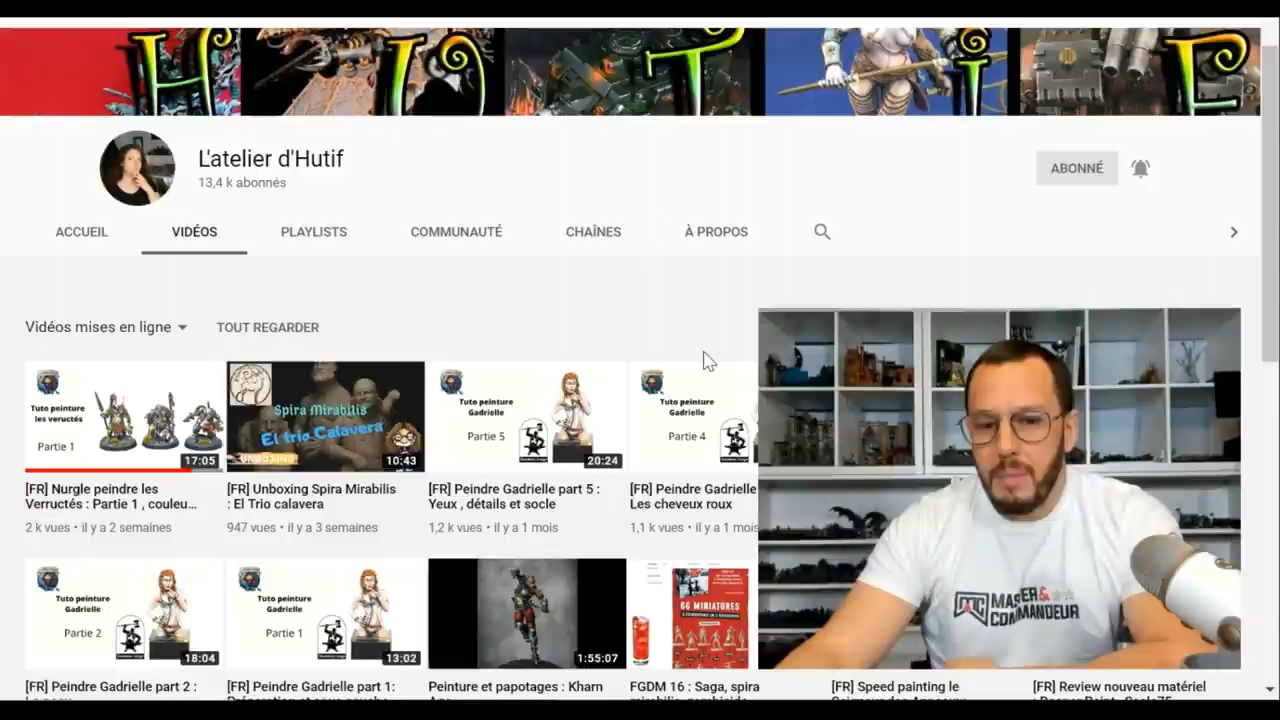 HUTIF
L'atelier d'Hutif
13,4 k abonnés
ABONNÉ
ACCUEIL
VIDÉOS
PLAYLISTS
COMMUNAUTÉ
CHAÎNES
À PROPOS
Vidéos mises en ligne
TOUT REGARDER
Tuto peinture
les veructés
Partie 1
17:05
Spira Mirabilis
El trio Calavera
UNBOXING
10:43
Tuto peinture
Gadrielle
Partie 5
20:24
Tuto peinture
Gadrielle
Partie 4
[FR] Nurgle peindre les
Verructés : Partie 1 , couleu...
2 k vues • il y a 2 semaines
[FR] Unboxing Spira Mirabilis
: El Trio calavera
947 vues • il y a 3 semaines
[FR] Peindre Gadrielle part 5 :
Yeux , détails et socle
1,2 k vues • il y a 1 mois
[FR] Peindre Gadrielle
Les cheveux roux
1,1 k vues • il y a 1 mois
MASTER&
COMMANDEUR
Tuto peinture
Gadrielle
Partie 2
18:04
Tuto peinture
Gadrielle
Partie 1
13:02
1:55:07
GG MINIATURES
[FR] Peindre Gadrielle part 2 :
[FR] Peindre Gadrielle part 1:
Peinture et papotages : Kharn
FGDM 16 : Saga, spira
[FR] Speed painting le
[FR] Review nouveau matériel